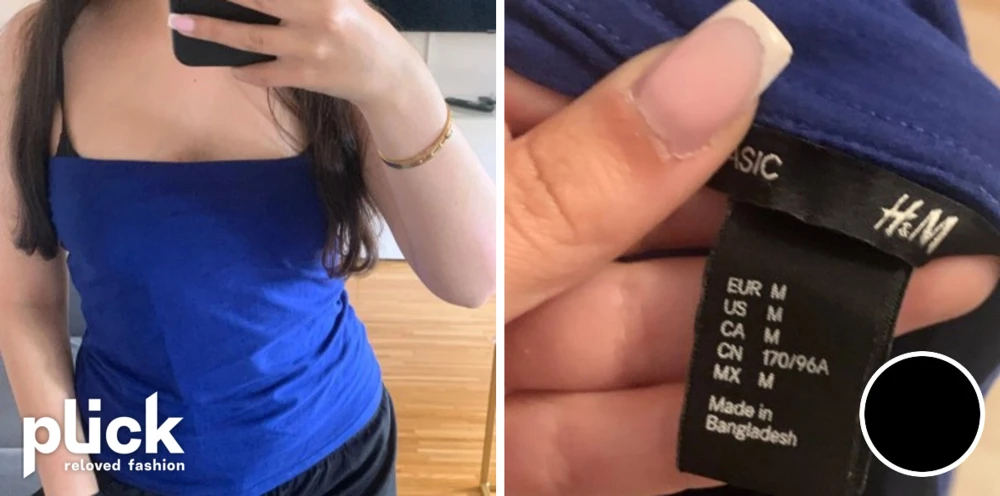 plick
reloved fashion
ASIC
H&M
EUR M
US M
CA M
CN 170/96A
MX M
Made in
Bangladesh